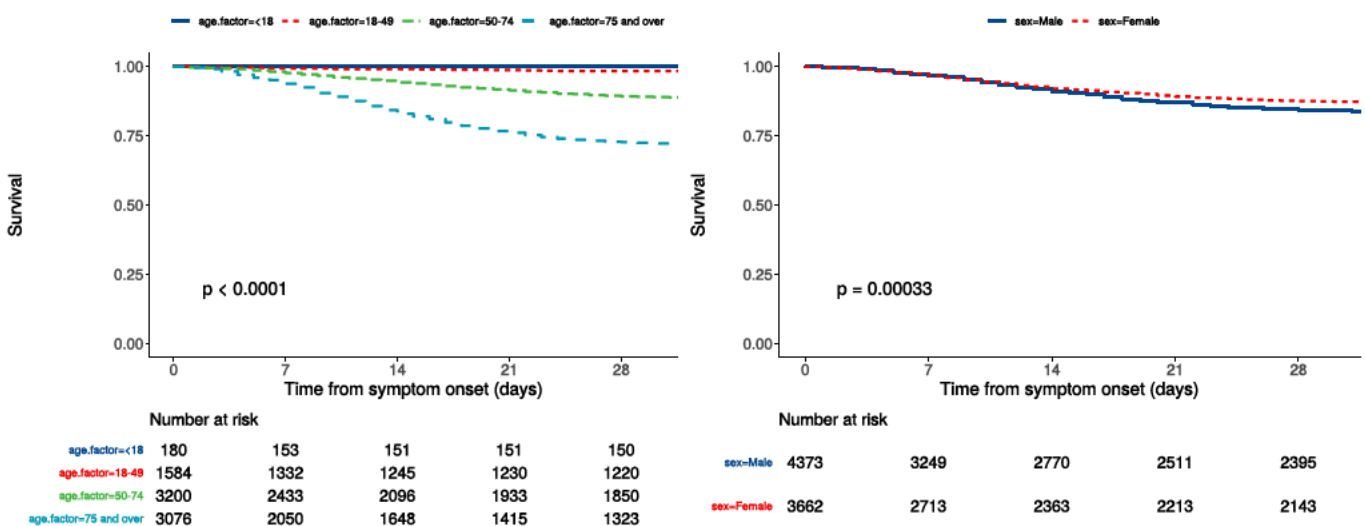 age.factor=<18 age.factor=18-49 age.factor=50-74 age.factor=75 and over
Survival
1.00
0.75
0.50
0.25
0.00
p < 0.0001
0 7 14 21 28
Time from symptom onset (days)
Number at risk
age.factor=<18 180 153 151 151 150
age.factor=18-49 1584 1332 1245 1230 1220
age.factor=50-74 3200 2433 2096 1933 1850
age.factor=75 and over 3076 2050 1648 1415 1323
sex=Male sex=Female
Survival
1.00
0.75
0.50
0.25
0.00
p = 0.00033
0 7 14 21 28
Time from symptom onset (days)
Number at risk
sex=Male 4373 3249 2770 2511 2395
sex=Female 3662 2713 2363 2213 2143